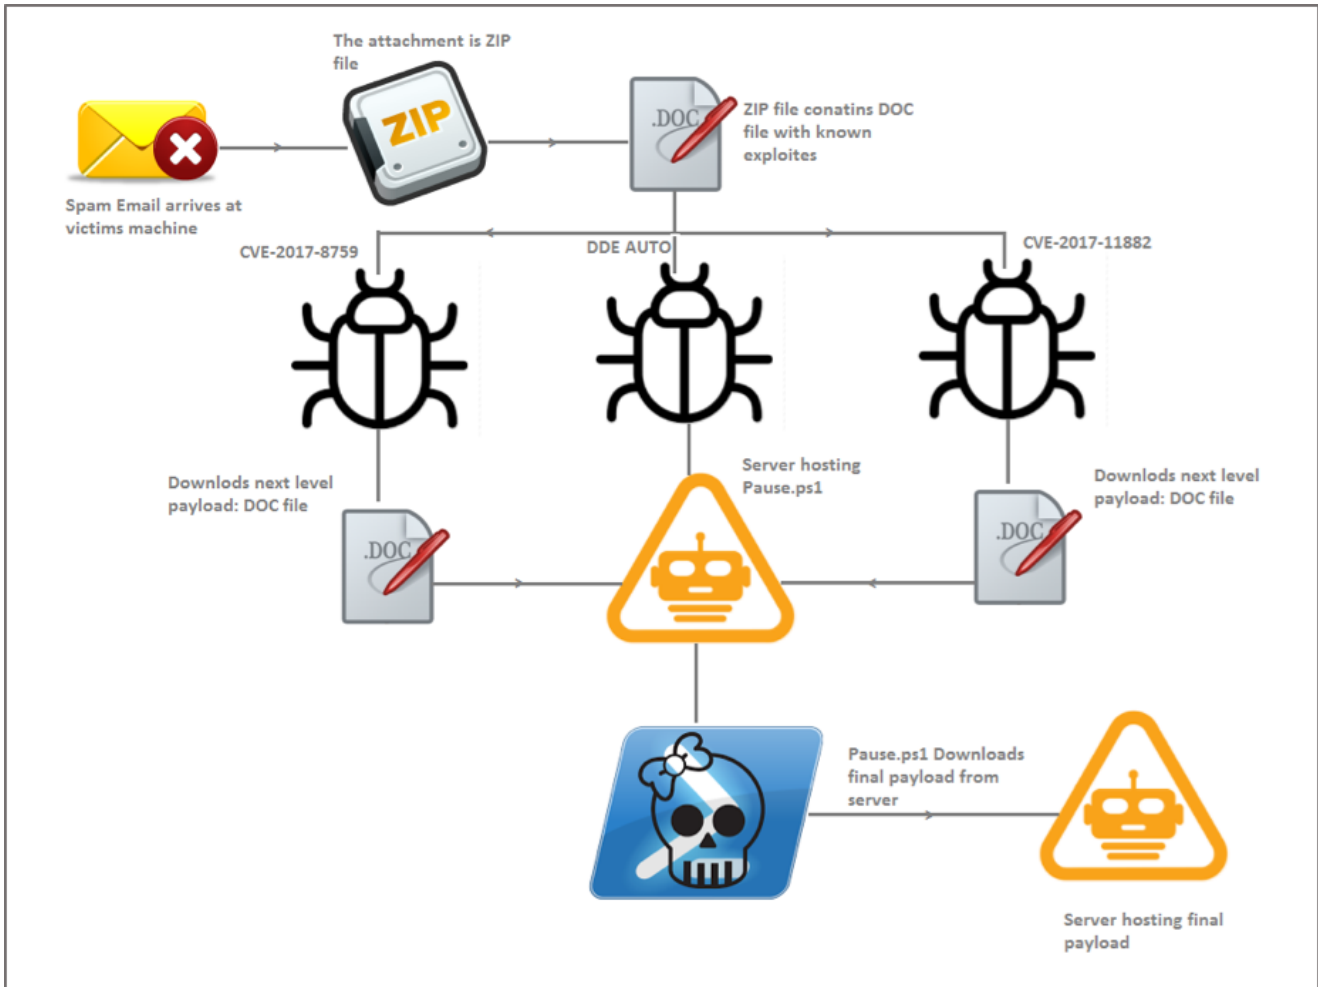 The attachment is ZIP
file
ZIP
.DOC
ZIP file conatins DOC
file with known
exploites
Spam Email arrives at
victims machine
CVE-2017-8759
DDE AUTO
CVE-2017-11882
Downlods next level
payload: DOC file
Server hosting
Pause.ps1
Downlods next level
payload: DOC file
.DOC
.DOC
Pause.ps1 Downloads
final payload from
server
Server hosting final
payload